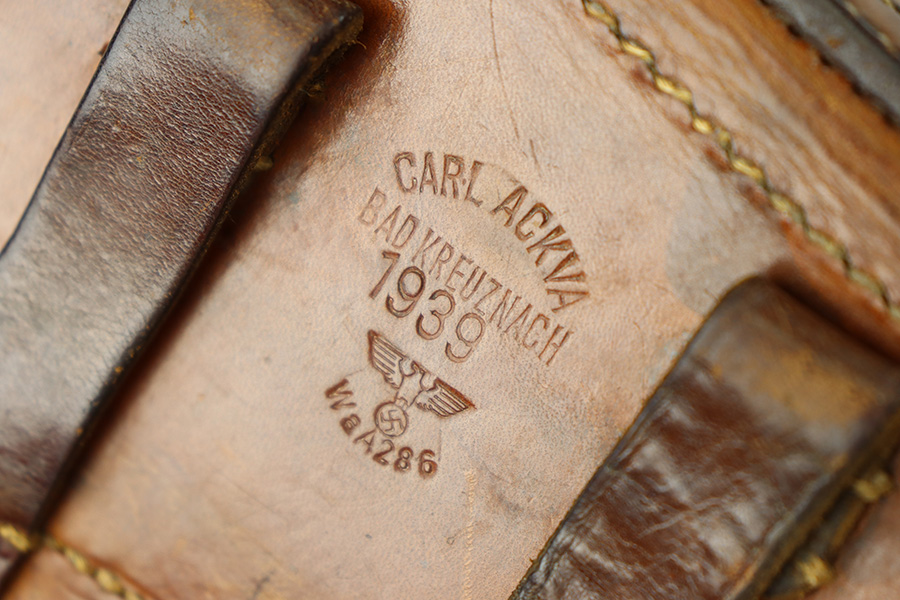 CARL ACKVA
BAD KREUZNACH
1939
WaA286